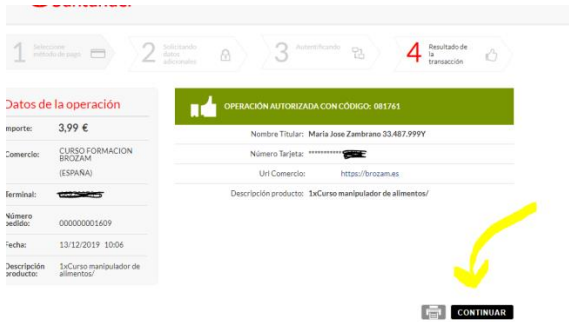 Santander
1 Seleccione método de pago
2 Solicitando datos adicionales
3 Autentificando
4 Resultado de la transacción
Datos de la operación
Importe: 3,99 €
Comercio: CURSO FORMACION BROZAM
(ESPAÑA)
Terminal:
Número pedido: 000000001609
Fecha: 13/12/2019 10:06
Descripción producto: 1xCurso manipulador de alimentos/
OPERACIÓN AUTORIZADA CON CÓDIGO: 081761
Nombre Titular: Maria Jose Zambrano 33.487.999Y
Número Tarjeta: ***********
Url Comercio: https://brozam.es
Descripción producto: 1xCurso manipulador de alimentos/
CONTINUAR